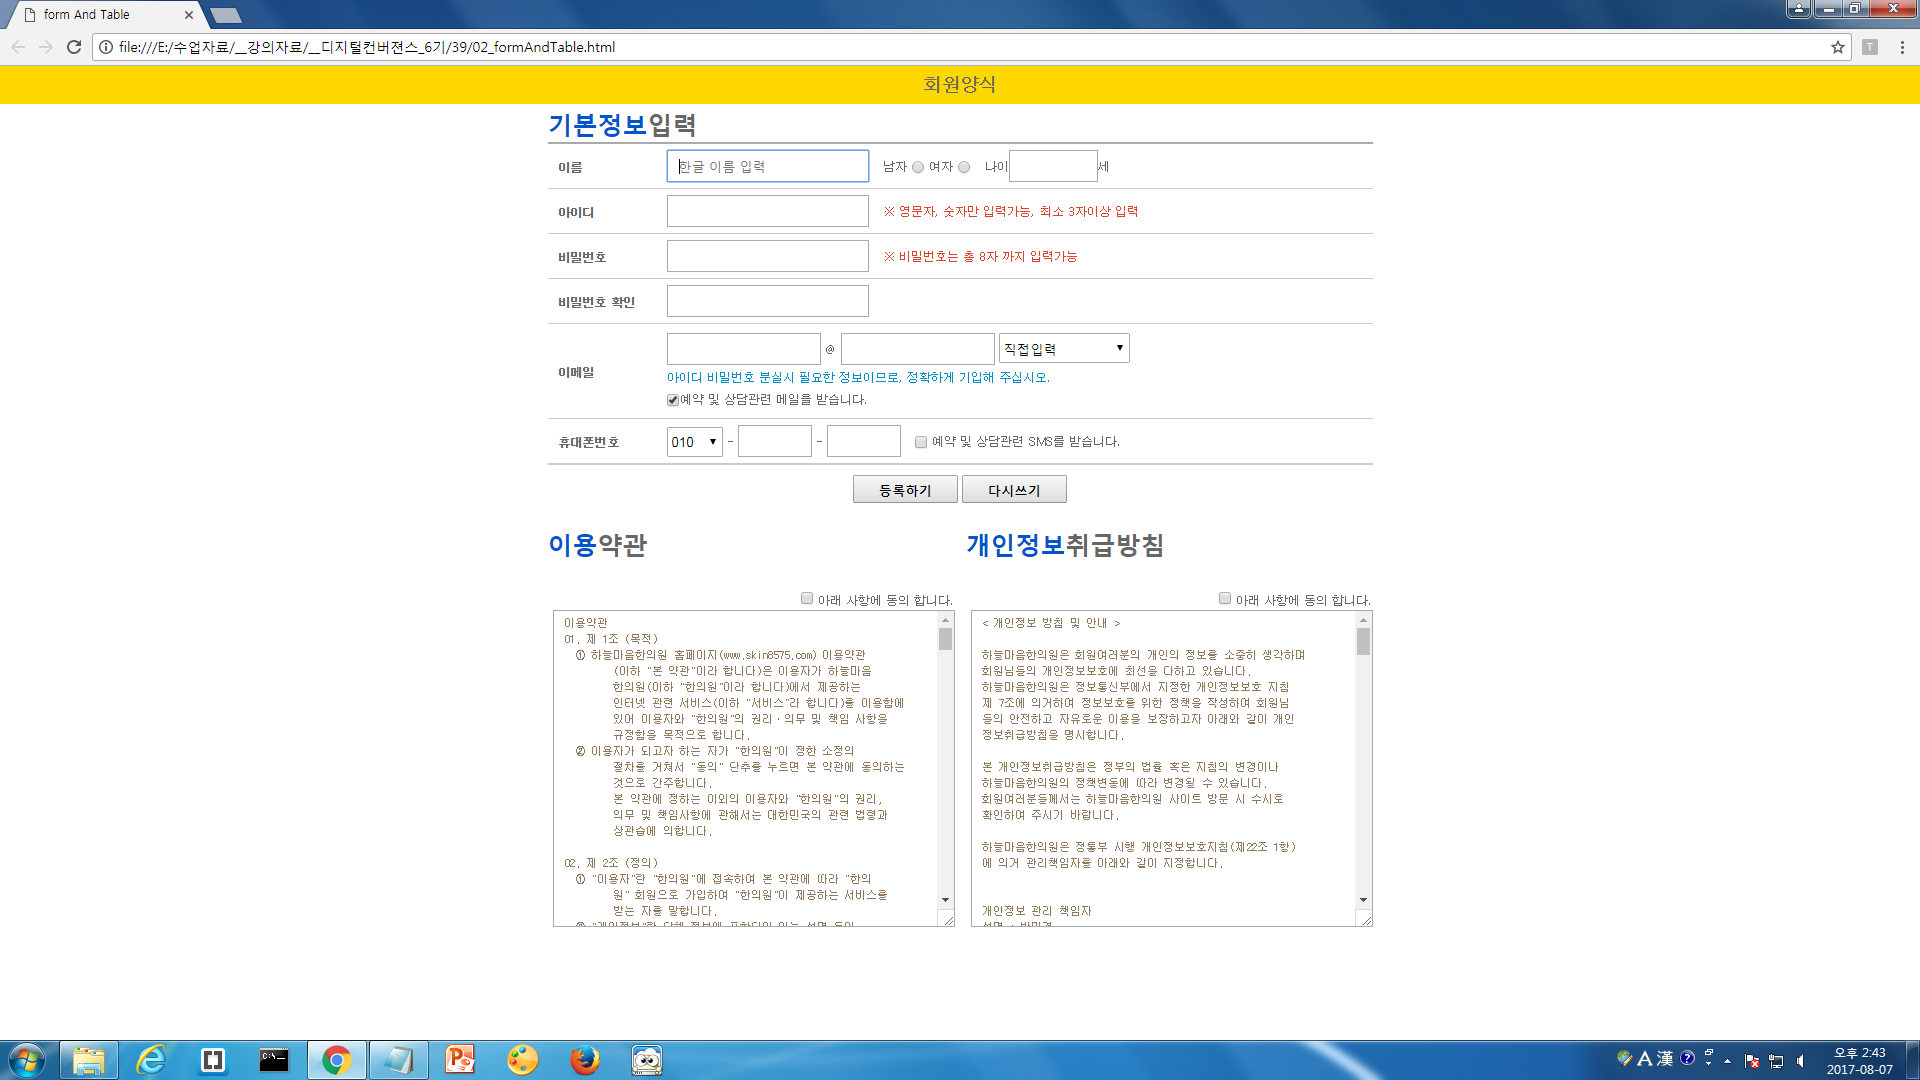 form And Table
file:///E:/수업자료/__강의자료/__디지털컨버젼스_6기/39/02_formAndTable.html
T
회원양식
기본정보입력
이름 한글 이름 입력 남자 여자 나이 세
아이디 ※ 영문자, 숫자만 입력가능, 최소 3자이상 입력
비밀번호 ※ 비밀번호는 총 8자 까지 입력가능
비밀번호 확인
이메일 @ 직접입력
아이디 비밀번호 분실시 필요한 정보이므로, 정확하게 기입해 주십시오.
예약 및 상담관련 메일을 받습니다.
휴대폰번호 010 - - 예약 및 상담관련 SMS를 받습니다.
등록하기 다시쓰기
이용약관
아래 사항에 동의 합니다.
이용약관
01. 제 1조 (목적)
① 하늘마음한의원 홈페이지(www.skin8575.com) 이용약관
(이하 "본 약관"이라 합니다)은 이용자가 하늘마음
한의원(이하 "한의원"이라 합니다)에서 제공하는
인터넷 관련 서비스(이하 "서비스"라 합니다)를 이용함에
있어 이용자와 "한의원"의 권리·의무 및 책임 사항을
규정함을 목적으로 합니다.
② 이용자가 되고자 하는 자가 "한의원"이 정한 소정의
절차를 거쳐서 "동의" 단추를 누르면 본 약관에 동의하는
것으로 간주합니다.
본 약관에 정하는 이외의 이용자와 "한의원"의 권리,
의무 및 책임사항에 관해서는 대한민국의 관련 법령과
상관습에 의합니다.
02. 제 2조 (정의)
① "이용자"란 "한의원"에 접속하여 본 약관에 따라 "한의
원" 회원으로 가입하여 "한의원"이 제공하는 서비스를
받는 자를 말합니다.
개인정보취급방침
아래 사항에 동의 합니다.
< 개인정보 방침 및 안내 >
하늘마음한의원은 회원여러분의 개인의 정보을 소중히 생각하며
회원님들의 개인정보보호에 최선을 다하고 있습니다.
하늘마음한의원은 정보통신부에서 지정한 개인정보보호 지침
제 7조에 의거하여 정보보호를 위한 정책을 작성하여 회원님
들의 안전하고 자유로운 이용을 보장하고자 아래와 같이 개인
정보취급방침을 명시합니다.
본 개인정보취급방침은 정부의 법률 혹은 지침의 변경이나
하늘마음한의원의 정책변동에 따라 변경될 수 있습니다.
회원여러분들께서는 하늘마음한의원 사이트 방문 시 수시로
확인하여 주시기 바랍니다.
하늘마음한의원은 정통부 시행 개인정보보호지침(제22조 1항)
에 의거 관리책임자를 아래와 같이 지정합니다.
개인정보 관리 책임자
A 漢
오후 2:43
2017-08-07